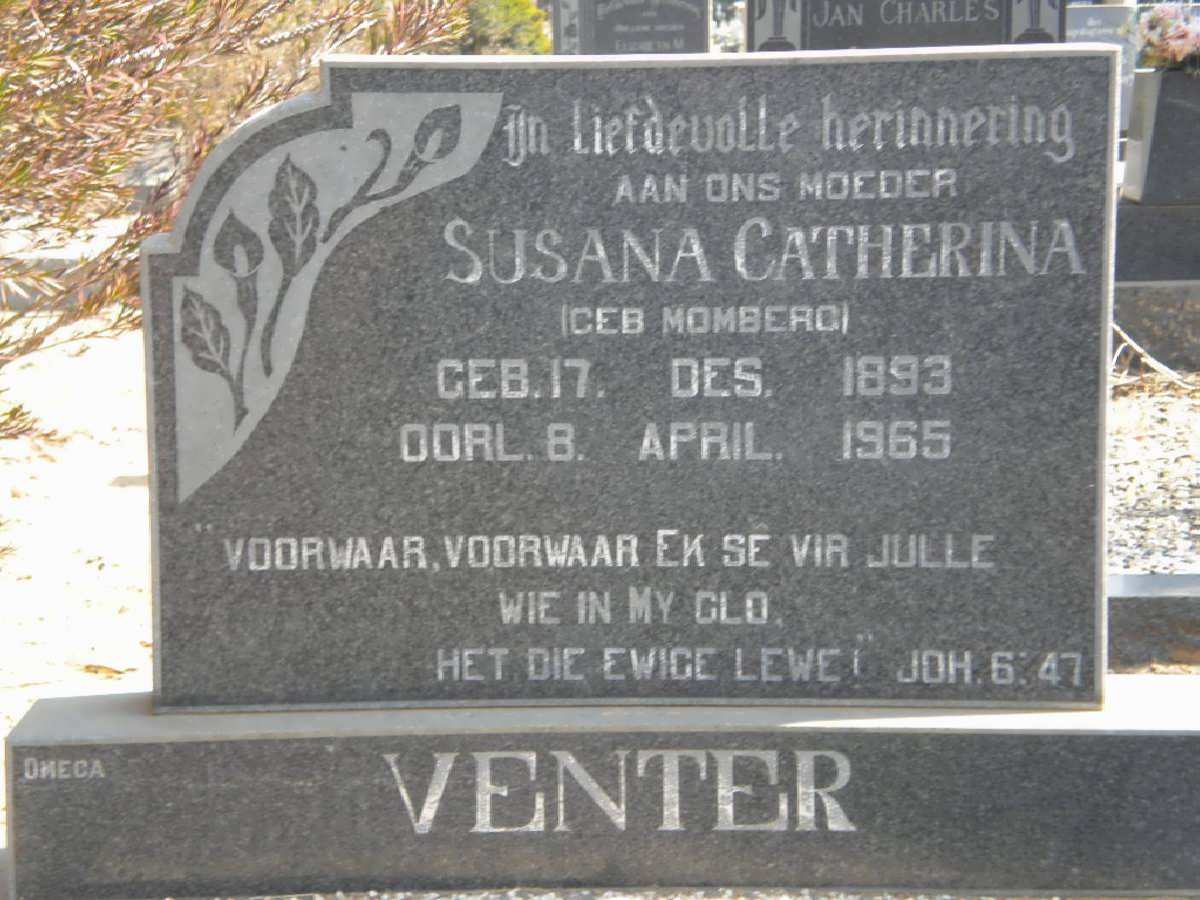 ELIZABETH M
JAN CHARLES
In liefdevolle herinnering
AAN ONS MOEDER
SUSANA CATHERINA
(GEB MOMBERG)
GEB. 17. DES. 1893
OORL. 8. APRIL. 1965
"VOORWAAR, VOORWAAR EK SÊ VIR JULLE
WIE IN MY GLO,
HET DIE EWIGE LEWE!" JOH. 6:47
OMEGA
VENTER